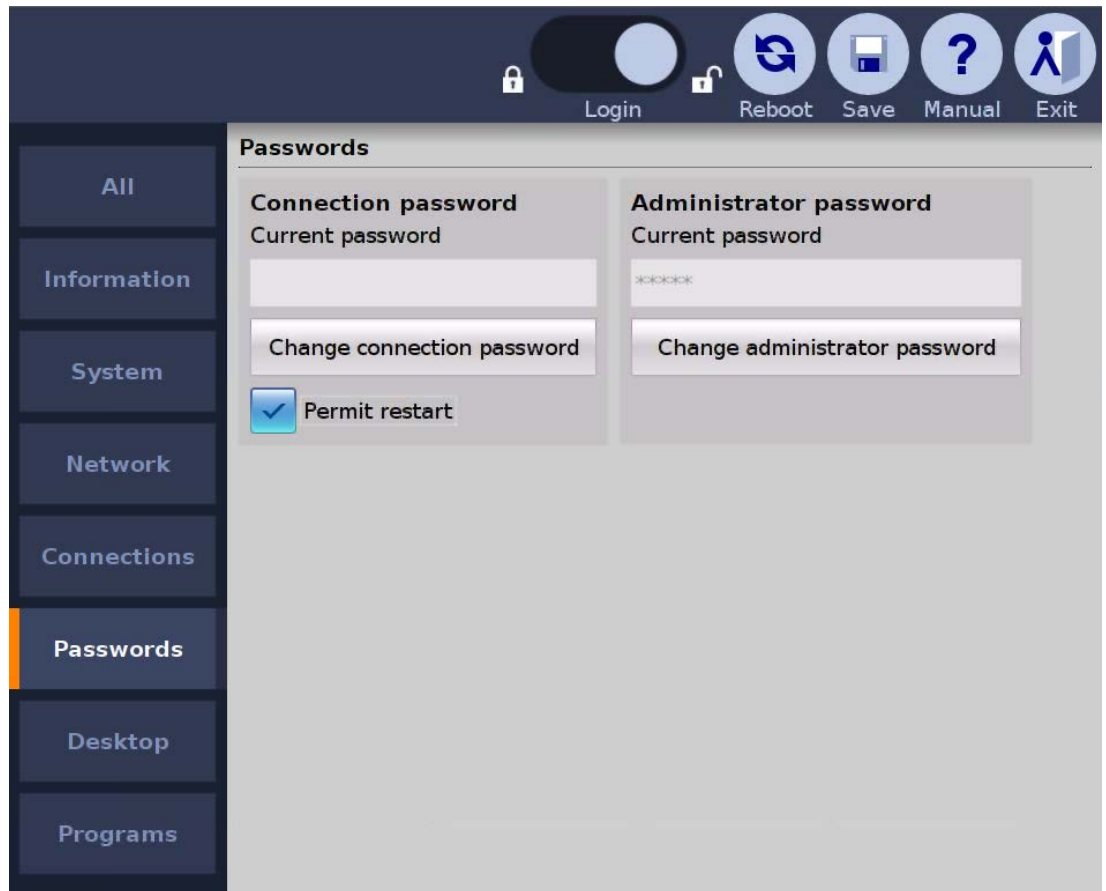 Login
Reboot
Save
?
Manual
Exit
All
Information
System
Network
Connections
Passwords
Desktop
Programs
Passwords
Connection password
Current password
Change connection password
Permit restart
Administrator password
Current password
*****
Change administrator password